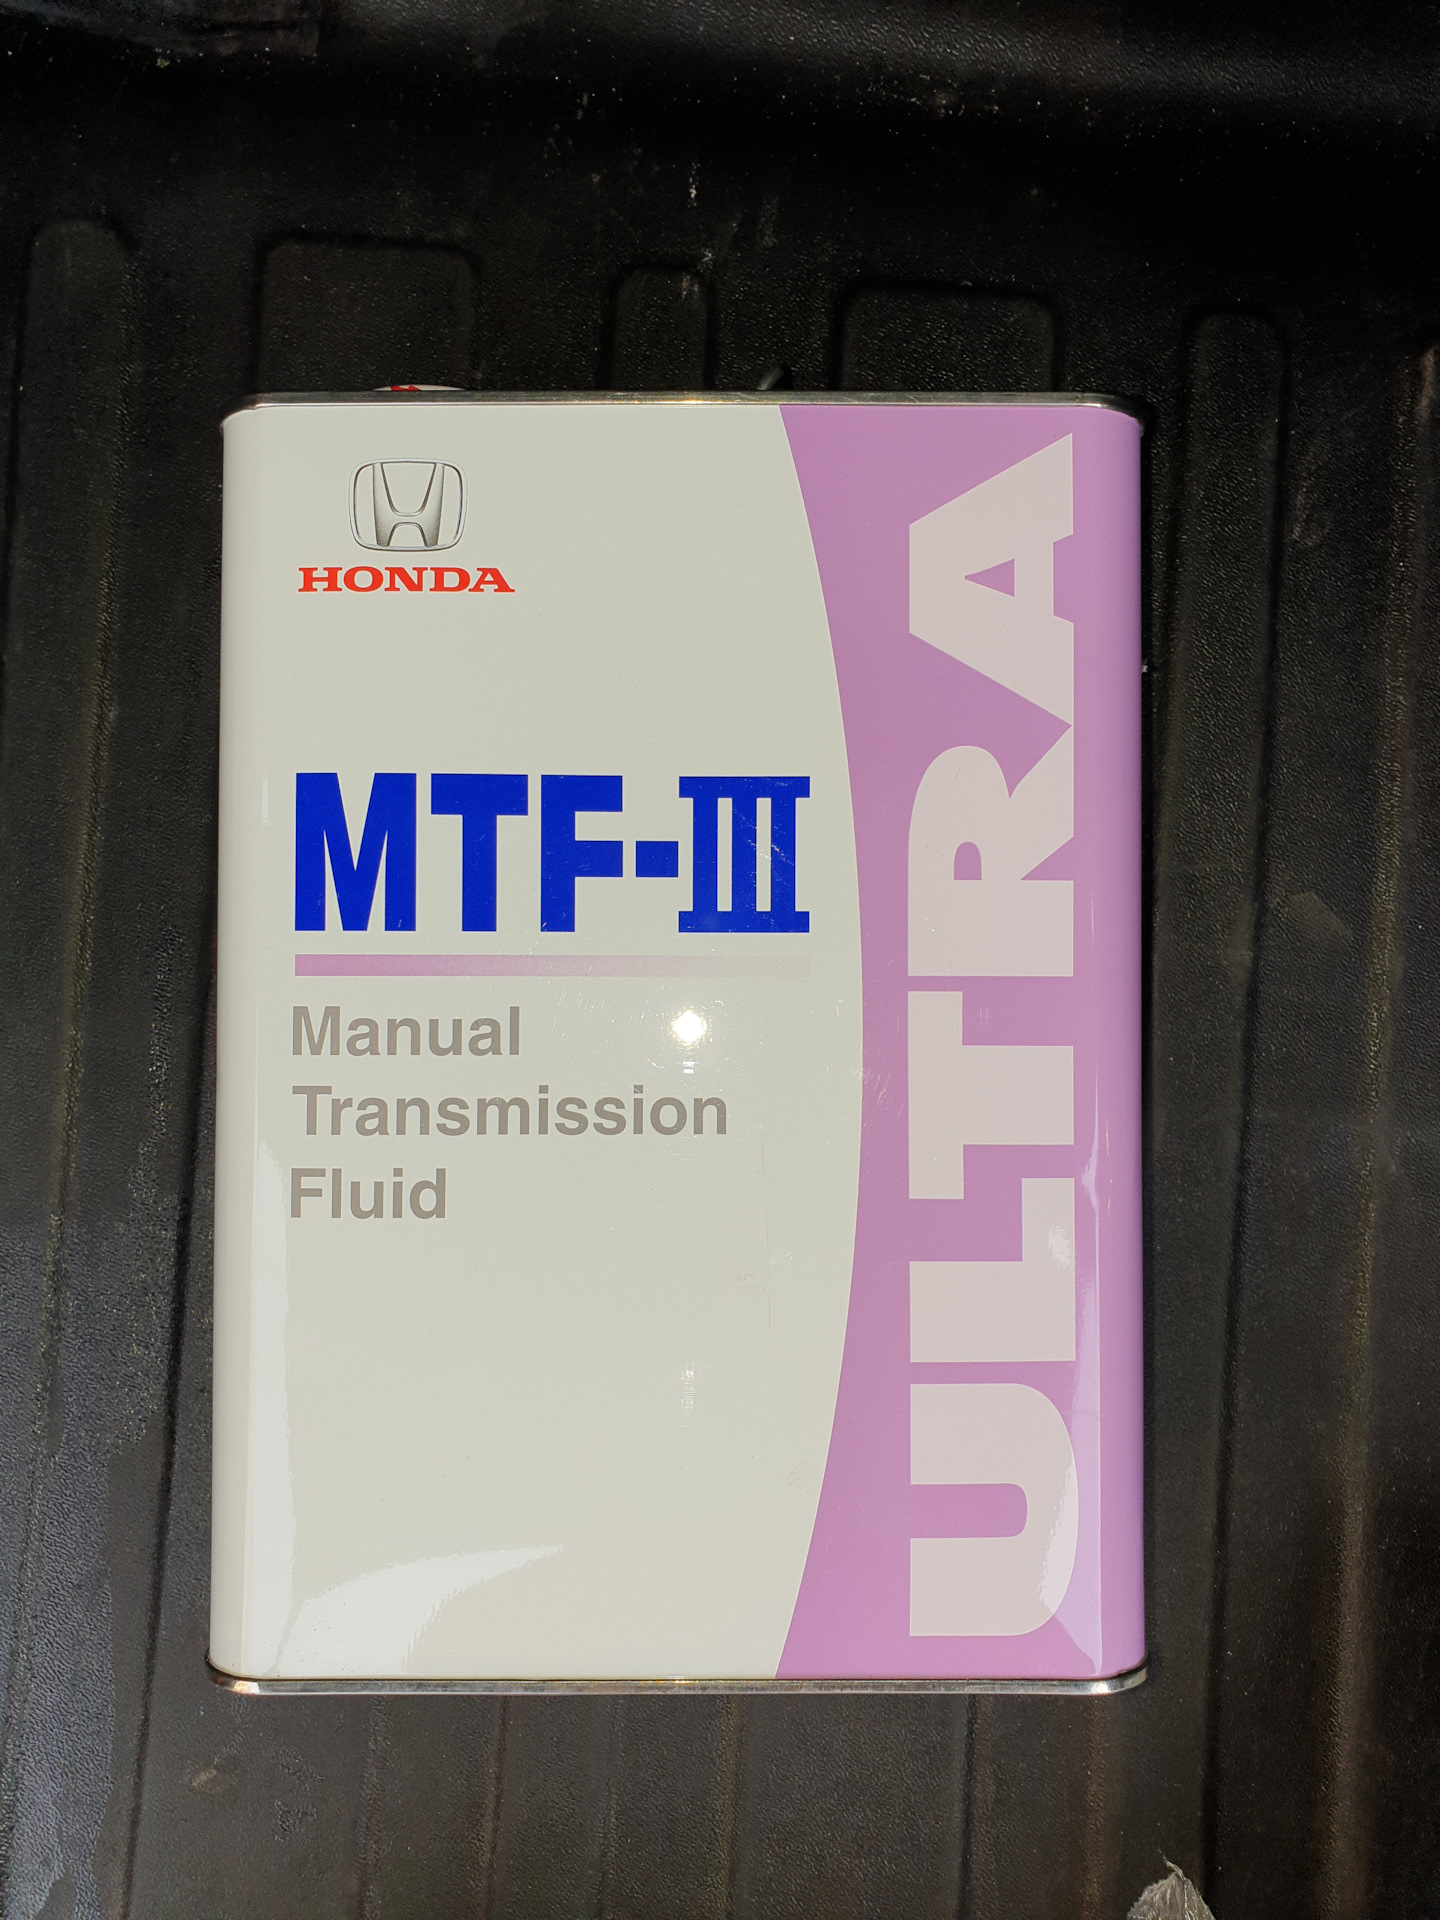 HONDA
MTF-III
Manual
Transmission
Fluid
ULTRA